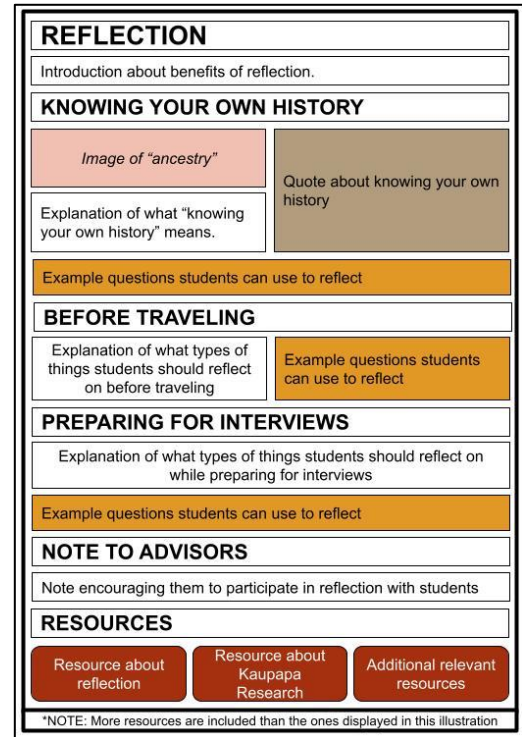 REFLECTION
Introduction about benefits of reflection.
KNOWING YOUR OWN HISTORY
Image of “ancestry”
Explanation of what “knowing
your own history” means.
Quote about knowing your own
history
Example questions students can use to reflect
BEFORE TRAVELING
Explanation of what types of
things students should reflect
on before traveling
Example questions students
can use to reflect
PREPARING FOR INTERVIEWS
Explanation of what types of things students should reflect on
while preparing for interviews
Example questions students can use to reflect
NOTE TO ADVISORS
Note encouraging them to participate in reflection with students
RESOURCES
Resource about
reflection
Resource about
Kaupapa
Research
Additional relevant
resources
*NOTE: More resources are included than the ones displayed in this illustration